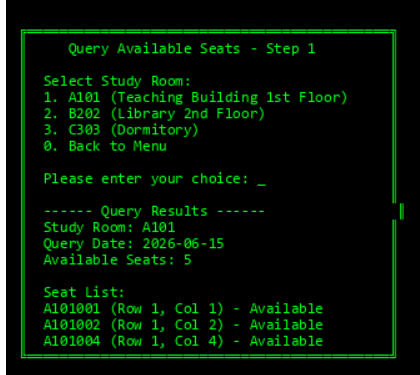 Query Available Seats - Step 1
Select Study Room:
1. A101 (Teaching Building 1st Floor)
2. B202 (Library 2nd Floor)
3. C303 (Dormitory)
0. Back to Menu
Please enter your choice: _
------ Query Results ------
Study Room: A101
Query Date: 2026-06-15
Available Seats: 5
Seat List:
A101001 (Row 1, Col 1) - Available
A101002 (Row 1, Col 2) - Available
A101004 (Row 1, Col 4) - Available